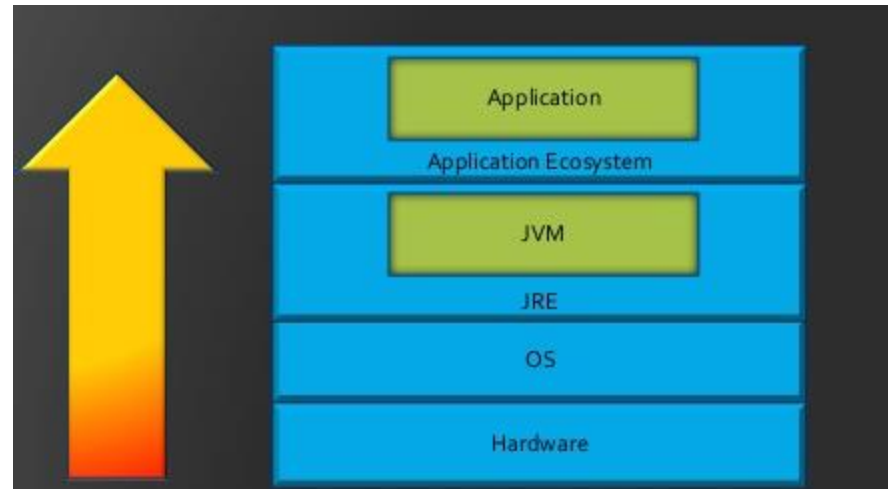 Application
Application Ecosystem
JVM
JRE
OS
Hardware